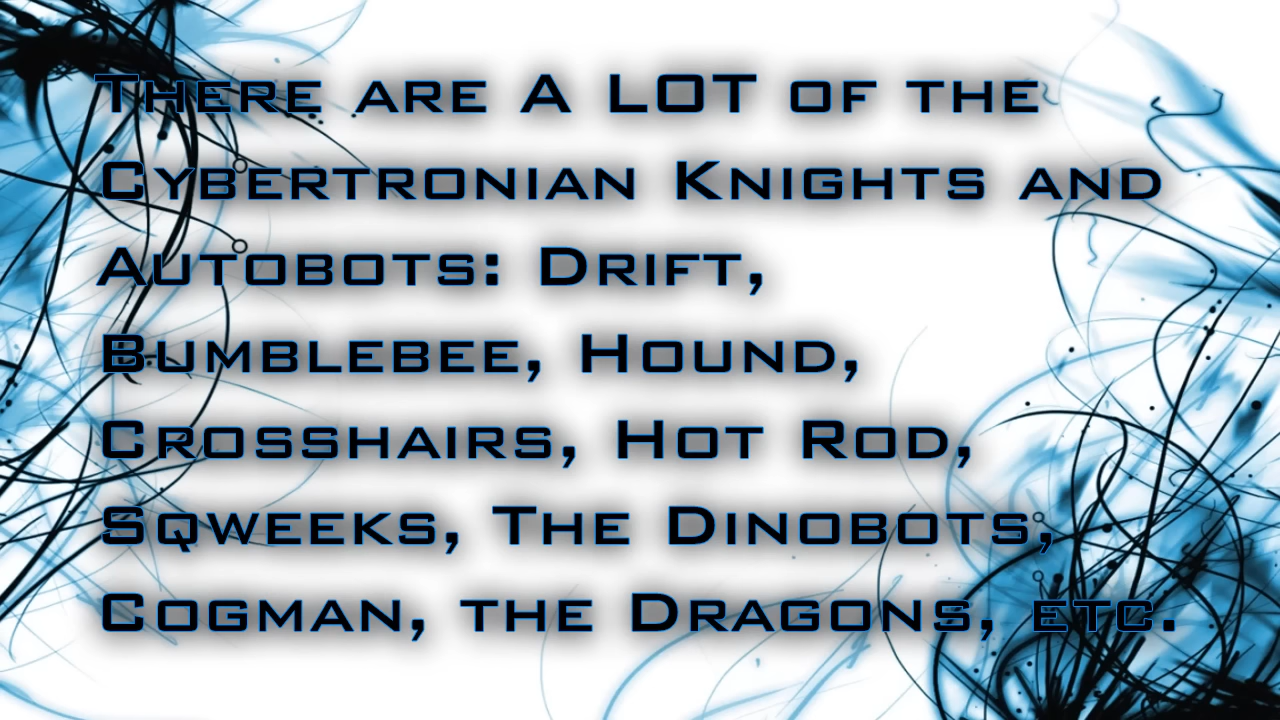 There are A LOT of the
Cybertronian Knights and
Autobots: Drift,
Bumblebee, Hound,
Crosshairs, Hot Rod,
Sqweeks, The Dinobots,
Cogman, the Dragons, etc.